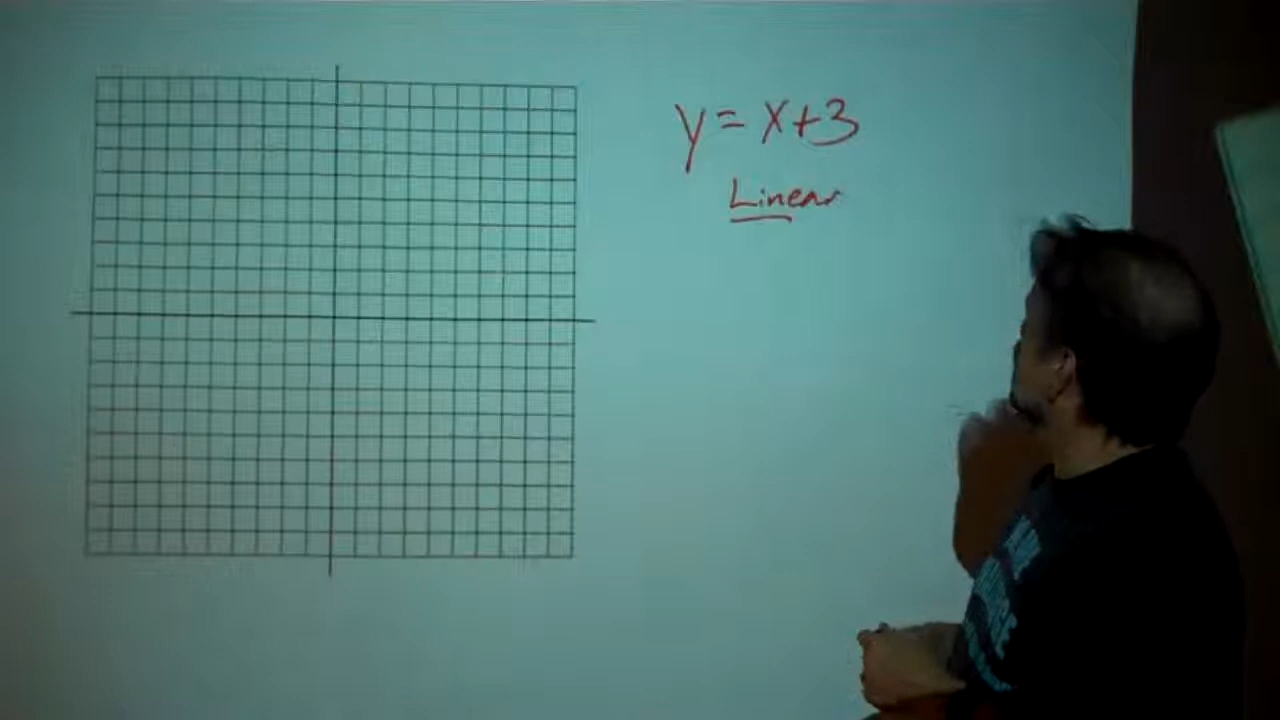 y = x+3
Linear